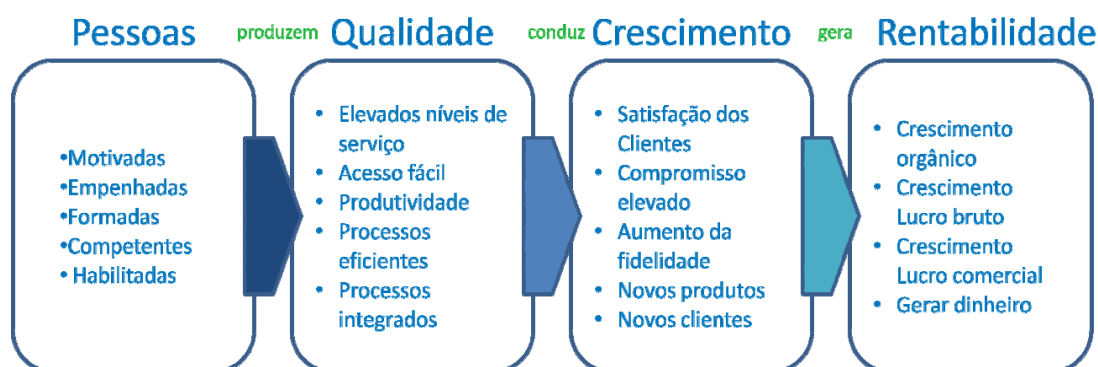 Pessoas produzem Qualidade conduz Crescimento gera Rentabilidade
•Motivadas
•Empenhadas
•Formadas
•Competentes
• Habilitadas
• Elevados níveis de
serviço
• Acesso fácil
• Produtividade
• Processos
eficientes
• Processos
integrados
• Satisfação dos
Clientes
• Compromisso
elevado
• Aumento da
fidelidade
• Novos produtos
• Novos clientes
• Crescimento
orgânico
• Crescimento
Lucro bruto
• Crescimento
Lucro comercial
• Gerar dinheiro